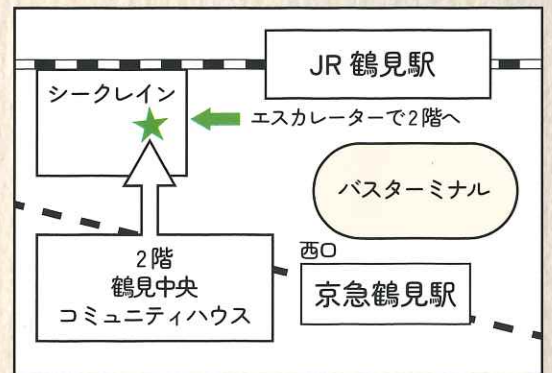 JR 鶴見駅
シークレイン
エスカレーターで2階へ
バスターミナル
2階
鶴見中央
コミュニティハウス
西口
京急鶴見駅